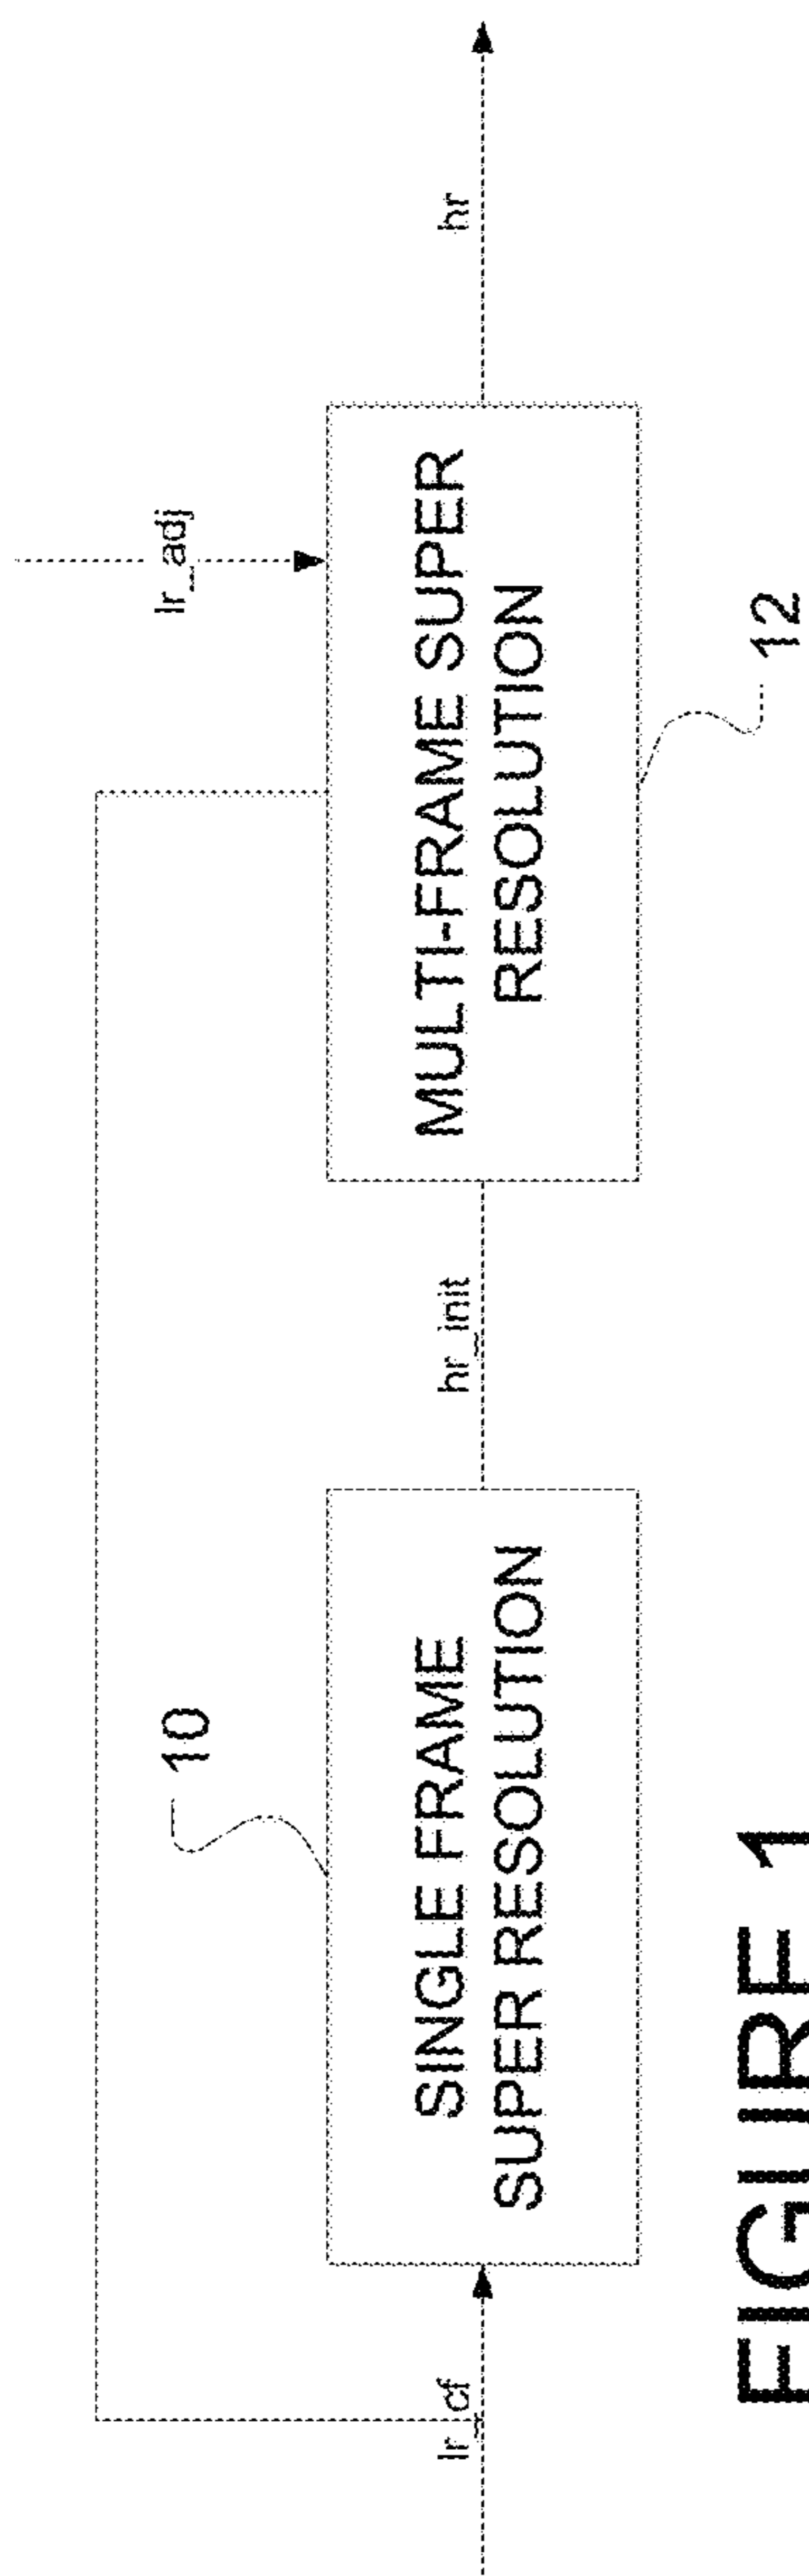 lr_adj
hr
lr_cf
10
SINGLE FRAME
SUPER RESOLUTION
hr_init
MULTI-FRAME SUPER
RESOLUTION
12
FIGURE 1